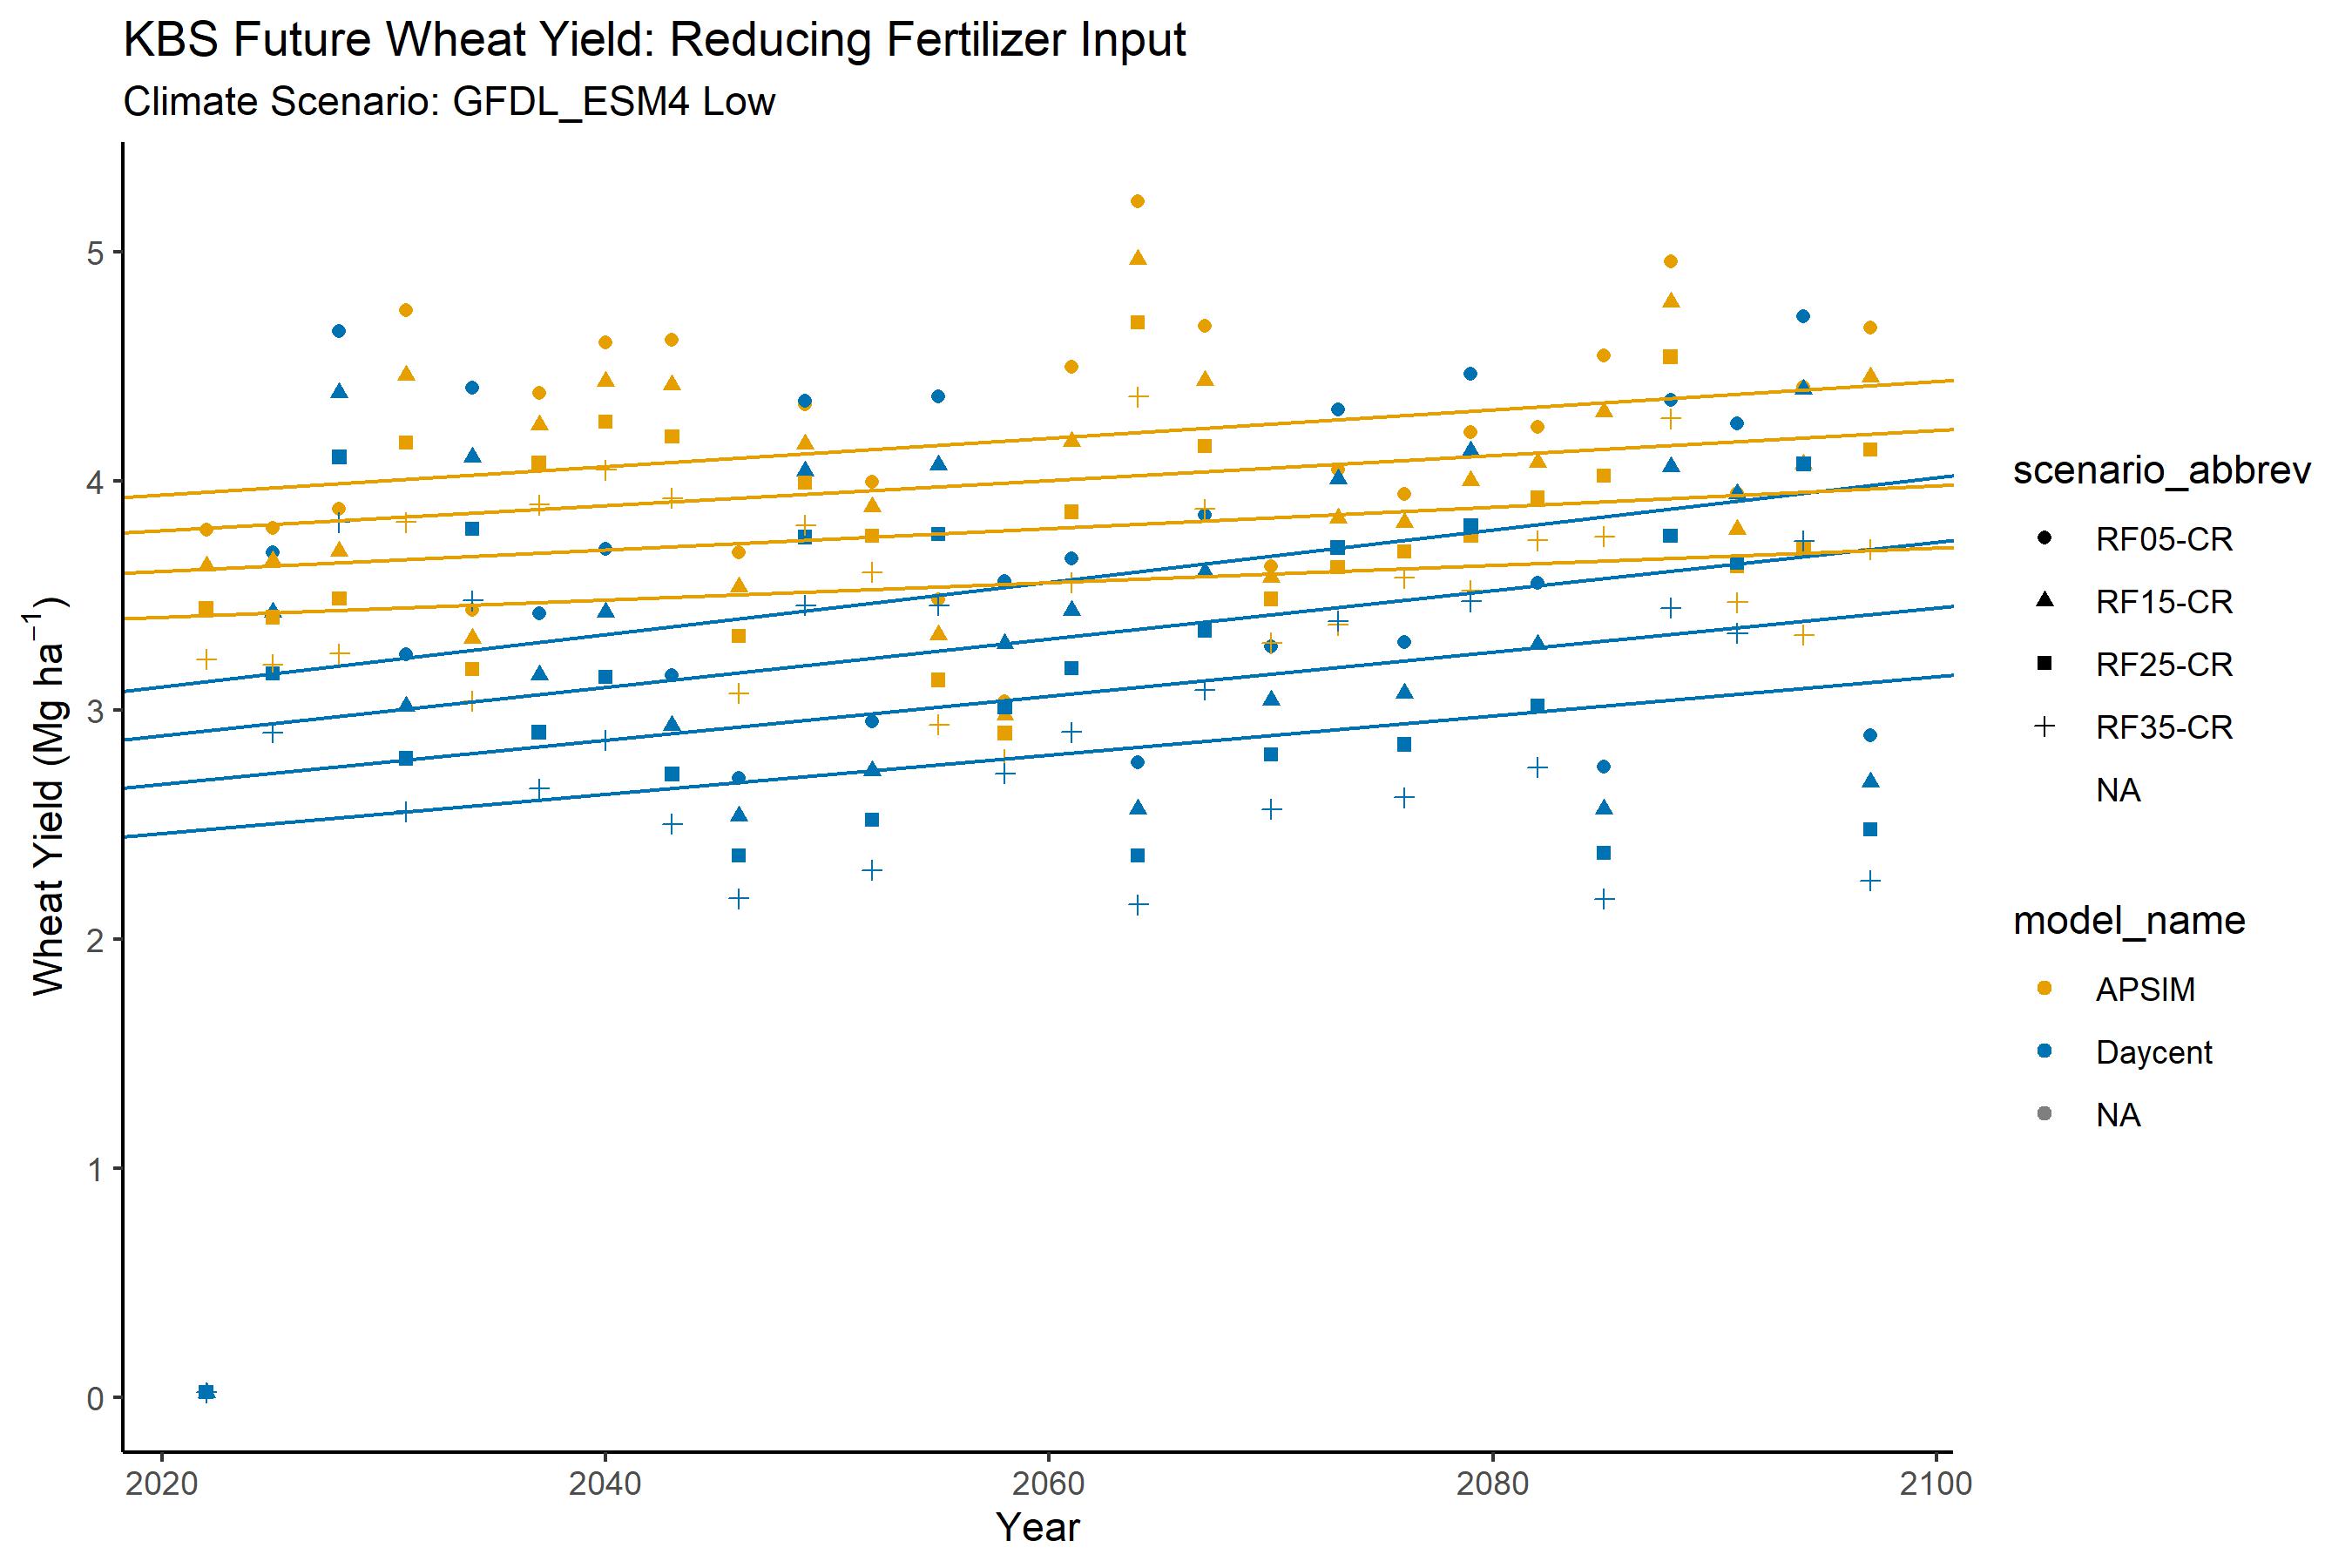 KBS Future Wheat Yield: Reducing Fertilizer Input
Climate Scenario: GFDL_ESM4 Low
Wheat Yield (Mg ha⁻¹)
5
4
3
2
1
0
2020 2040 2060 2080 2100
Year
scenario_abbrev
RF05-CR
RF15-CR
RF25-CR
RF35-CR
NA
model_name
APSIM
Daycent
NA